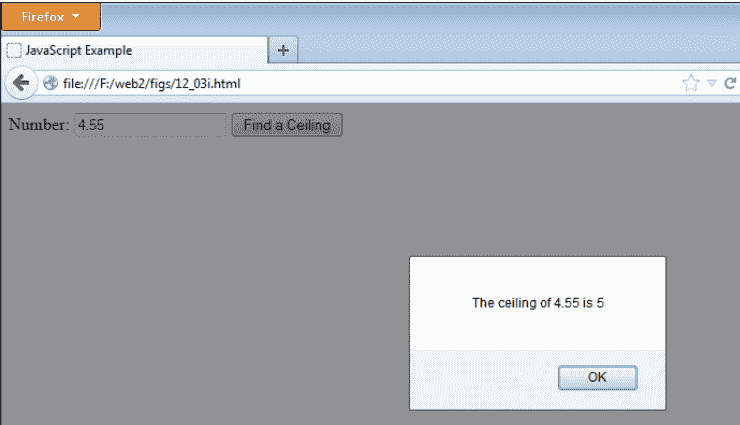 Firefox
JavaScript Example
file:///F:/web2/figs/12_03i.html
Number: 4.55 Find a Ceiling
The ceiling of 4.55 is 5
OK